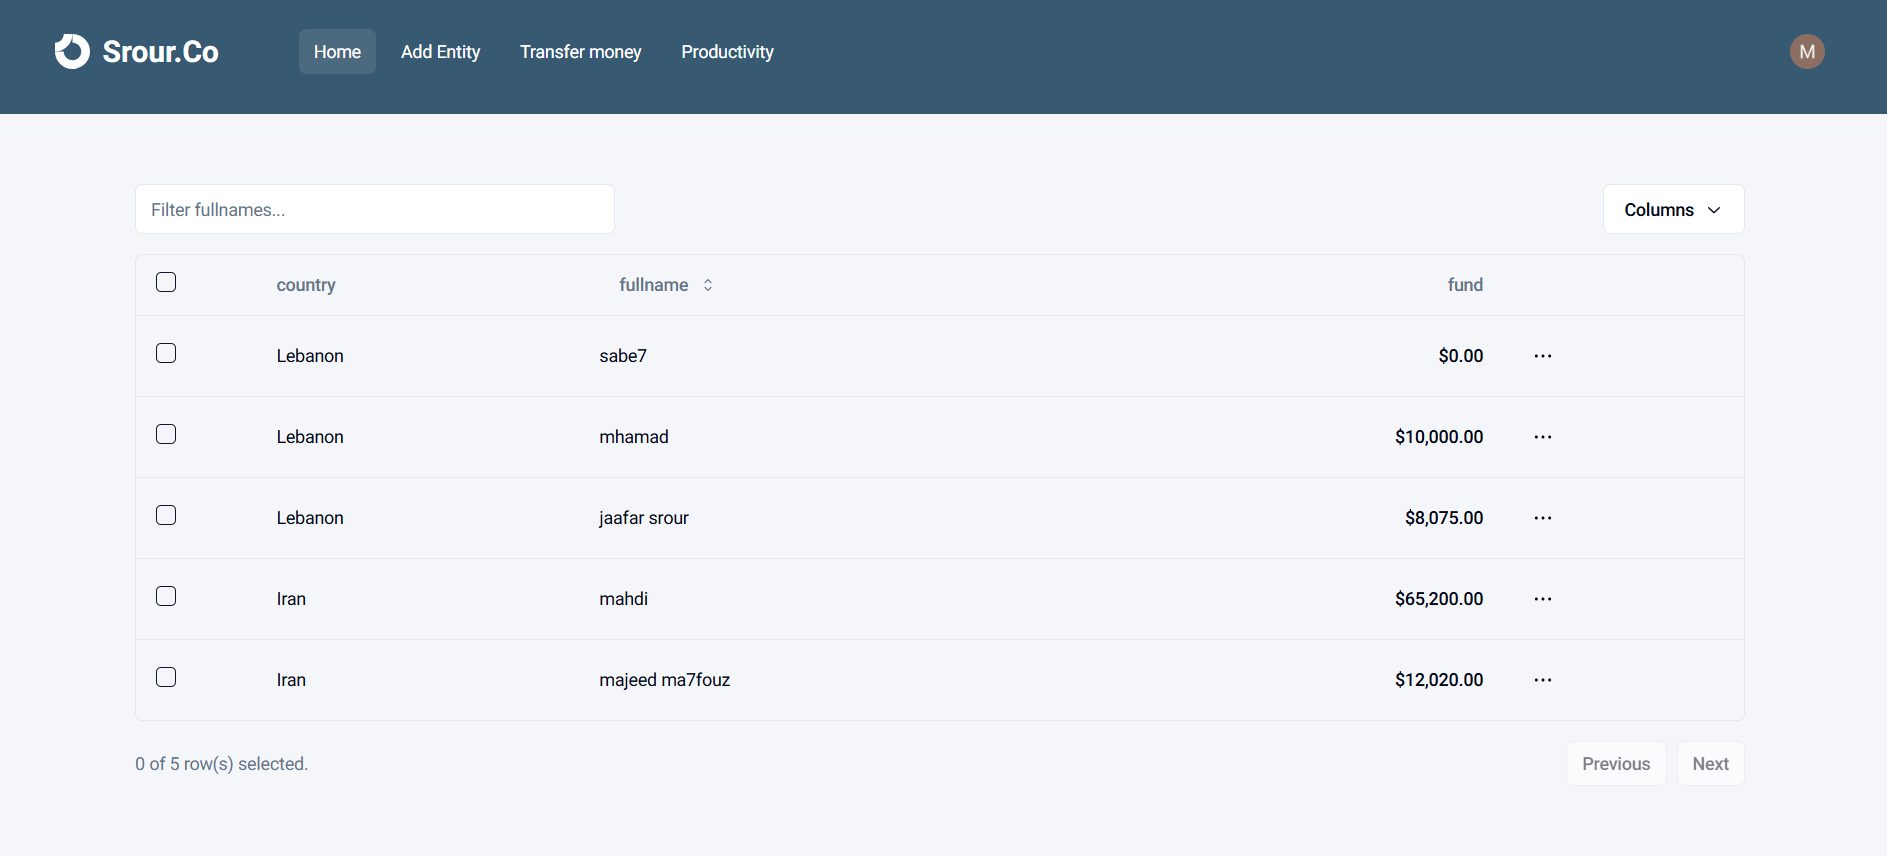 Srour.Co Home Add Entity Transfer money Productivity M
Filter fullnames... Columns
country fullname fund
Lebanon sabe7 $0.00 ...
Lebanon mhamad $10,000.00 ...
Lebanon jaafar srour $8,075.00 ...
Iran mahdi $65,200.00 ...
Iran majeed ma7fouz $12,020.00 ...
0 of 5 row(s) selected. Previous Next